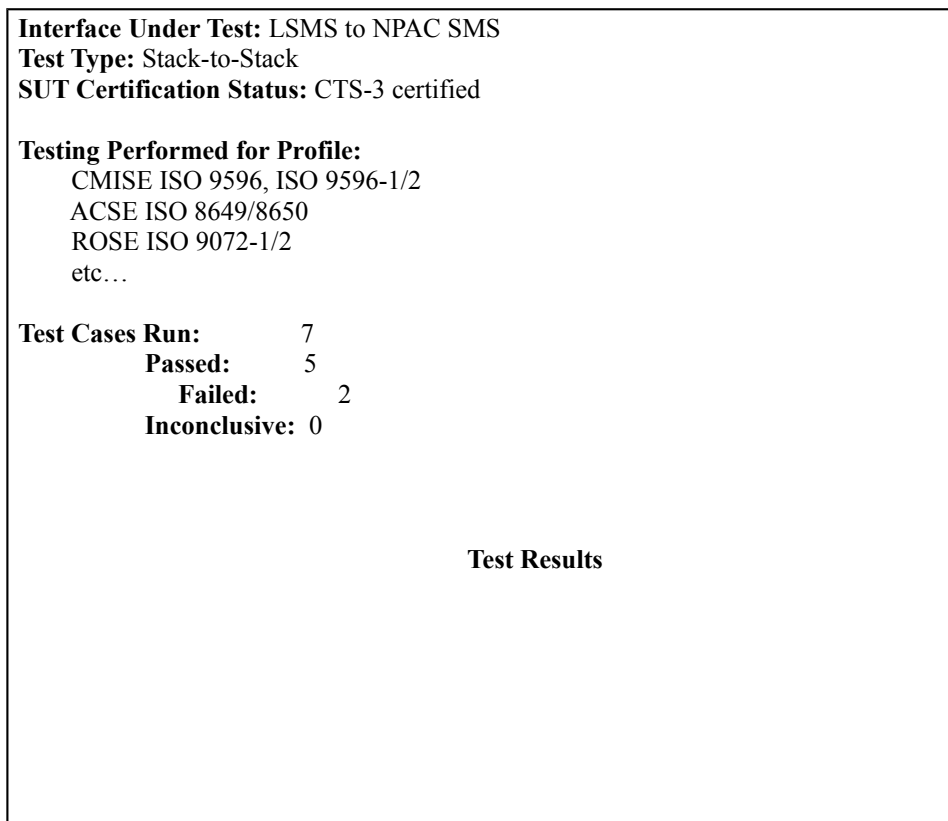 Interface Under Test: LSMS to NPAC SMS
Test Type: Stack-to-Stack
SUT Certification Status: CTS-3 certified
Testing Performed for Profile:
CMISE ISO 9596, ISO 9596-1/2
ACSE ISO 8649/8650
ROSE ISO 9072-1/2
etc…
Test Cases Run: 7
Passed: 5
Failed: 2
Inconclusive: 0
Test Results